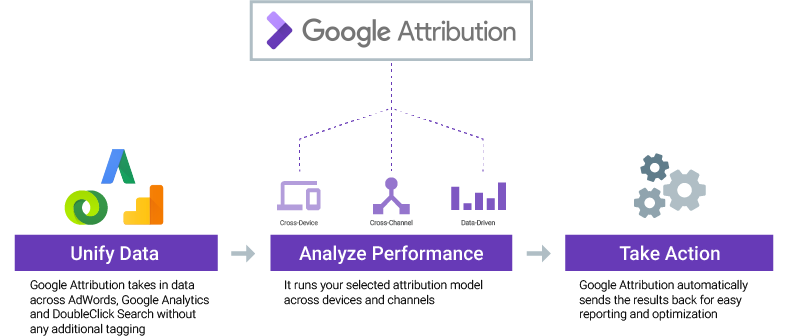 Google Attribution
Cross-Device
Cross-Channel
Data-Driven
Unify Data
Analyze Performance
Take Action
Google Attribution takes in data
across AdWords, Google Analytics
and DoubleClick Search without
any additional tagging
It runs your selected attribution model
across devices and channels
Google Attribution automatically
sends the results back for easy
reporting and optimization